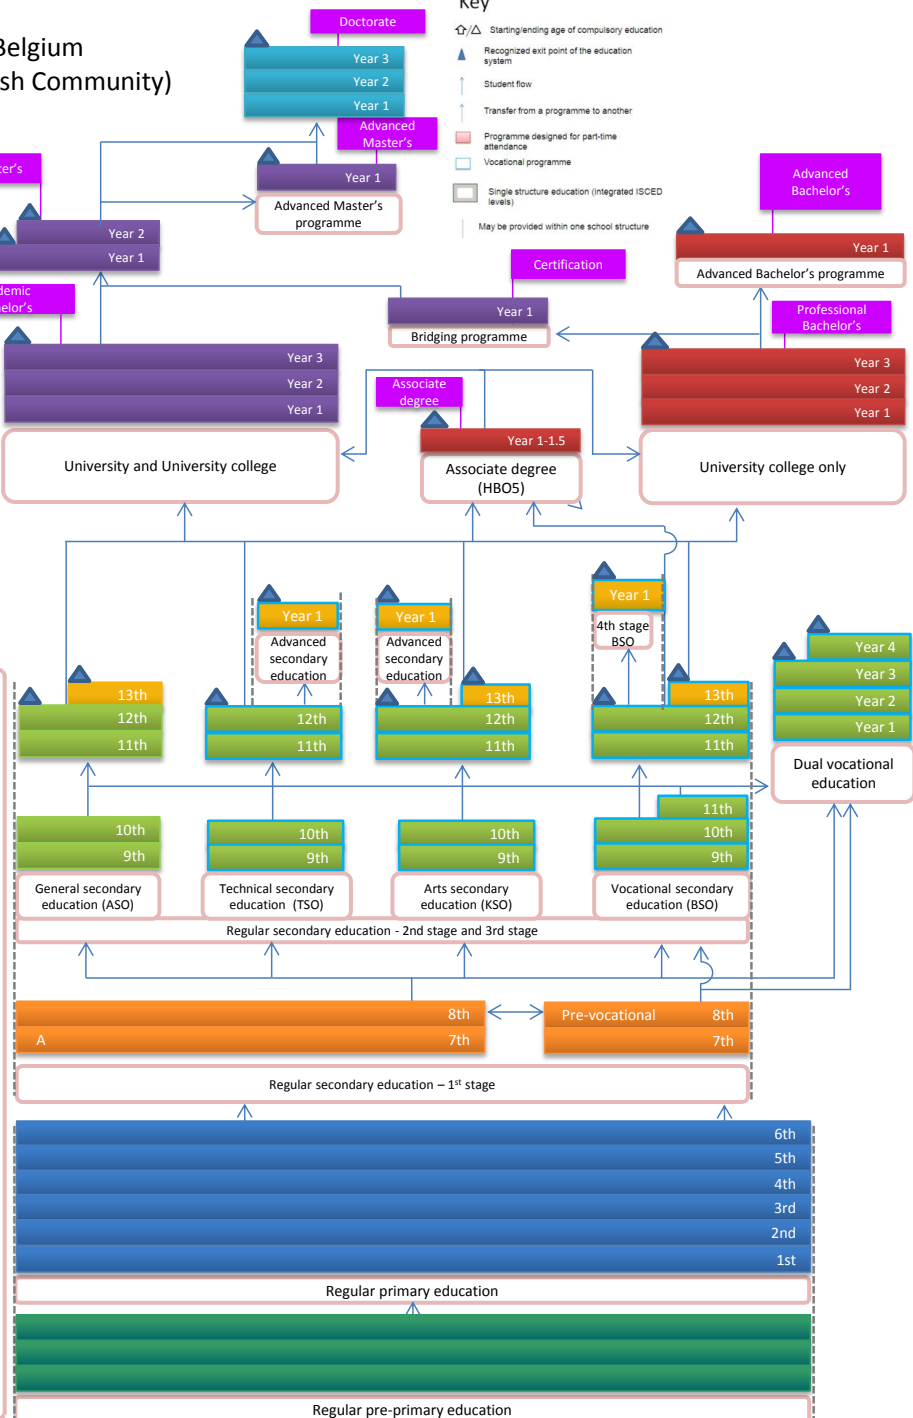 Key
Starting/ending age of compulsory education
Recognized exit point of the education
system
Student flow
Transfer from a programme to another
Programme designed for part-time
attendance
Vocational programme
Single structure education (integrated ISCED
levels)
May be provided within one school structure
Belgium
sh Community)
Doctorate
Year 3
Year 2
Year 1
Advanced
Master's
Year 1
Advanced Master's
programme
ter's
Year 2
Year 1
Advanced
Bachelor's
Year 1
Advanced Bachelor's programme
Certification
Year 1
Bridging programme
demic
helor's
Year 3
Year 2
Year 1
University and University college
Associate
degree
Year 1-1.5
Associate degree
(HBO5)
Professional
Bachelor's
Year 3
Year 2
Year 1
University college only
Year 1
Advanced
secondary
education
Year 1
Advanced
secondary
education
Year 1
4th stage
BSO
13th
12th
11th
12th
11th
13th
12th
11th
13th
12th
11th
Year 4
Year 3
Year 2
Year 1
Dual vocational
education
10th
9th
General secondary
education (ASO)
10th
9th
Technical secondary
education (TSO)
10th
9th
Arts secondary
education (KSO)
11th
10th
9th
Vocational secondary
education (BSO)
Regular secondary education - 2nd stage and 3rd stage
8th
A 7th
Pre-vocational 8th
7th
Regular secondary education – 1st stage
6th
5th
4th
3rd
2nd
1st
Regular primary education
Regular pre-primary education